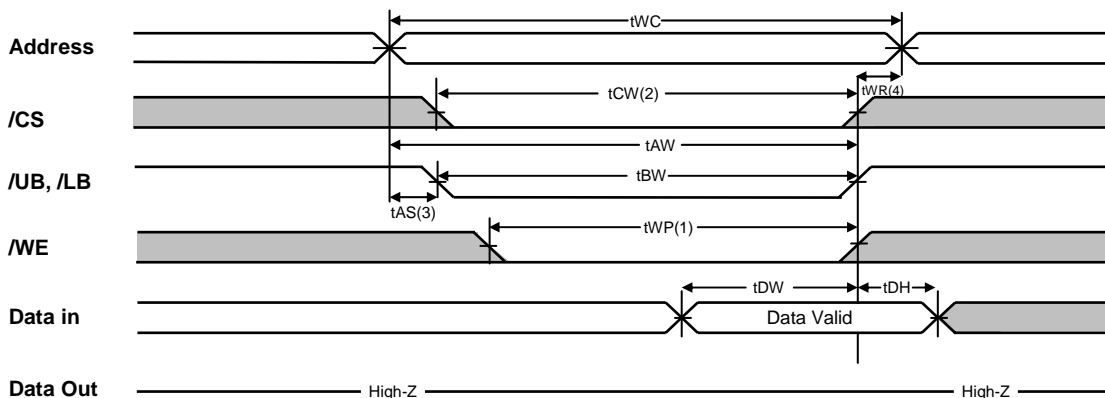 tWC
Address
tCW(2)
tWR(4)
/CS
tAW
/UB, /LB
tBW
tAS(3)
tWP(1)
/WE
tDW
tDH
Data in
Data Valid
Data Out
High-Z
High-Z